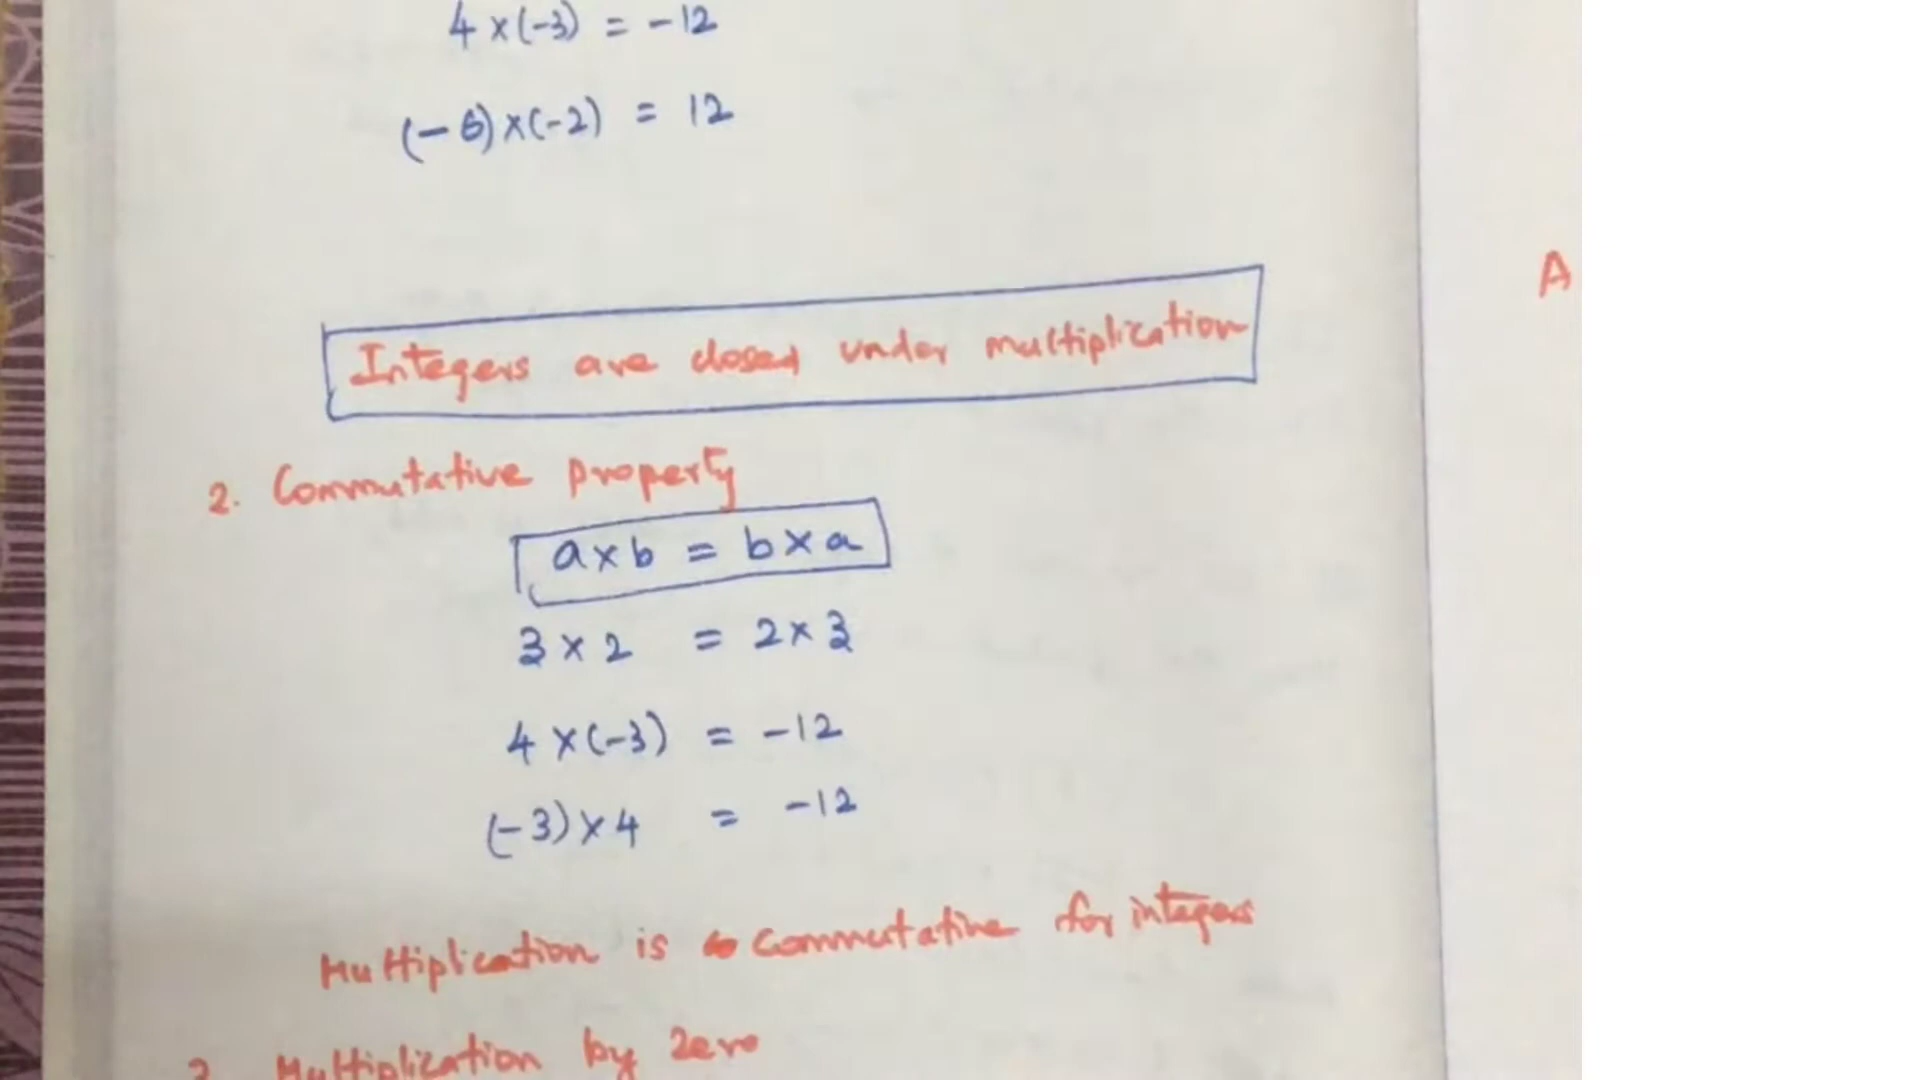 4 x (-3) = -12
(-6) x (-2) = 12
Integers are closed under multiplication
A
2. Commutative property
a x b = b x a
3 x 2 = 2 x 3
4 x (-3) = -12
(-3) x 4 = -12
Multiplication is commutative for integers
3 Multiplication by zero